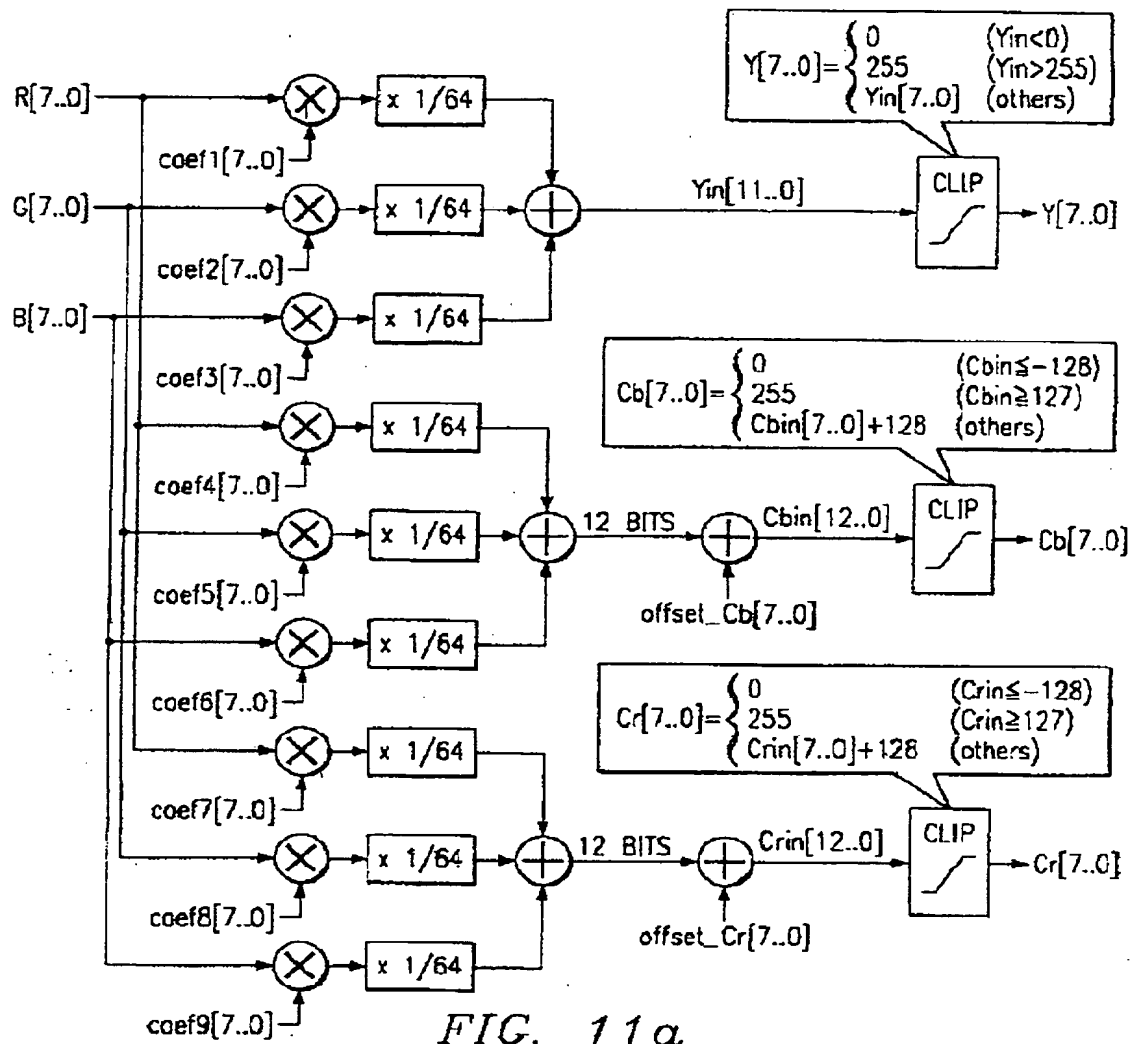 Y[7..0]= { 0 (Yin<0)
255 (Yin>255)
Yin[7..0] (others)
R[7..0]
x 1/64
coef1[7..0]
CLIP
Yin[11..0]
Y[7..0]
G[7..0]
x 1/64
coef2[7..0]
B[7..0]
x 1/64
coef3[7..0]
Cb[7..0]= { 0 (Cbin≦-128)
255 (Cbin≧127)
Cbin[7..0]+128 (others)
x 1/64
coef4[7..0]
CLIP
x 1/64
12 BITS
Cbin[12..0]
Cb[7..0]
coef5[7..0]
offset_Cb[7..0]
x 1/64
coef6[7..0]
Cr[7..0]= { 0 (Crin≦-128)
255 (Crin≧127)
Crin[7..0]+128 (others)
x 1/64
coef7[7..0]
CLIP
x 1/64
12 BITS
Crin[12..0]
Cr[7..0]
coef8[7..0]
offset_Cr[7..0]
x 1/64
coef9[7..0]
FIG. 11a